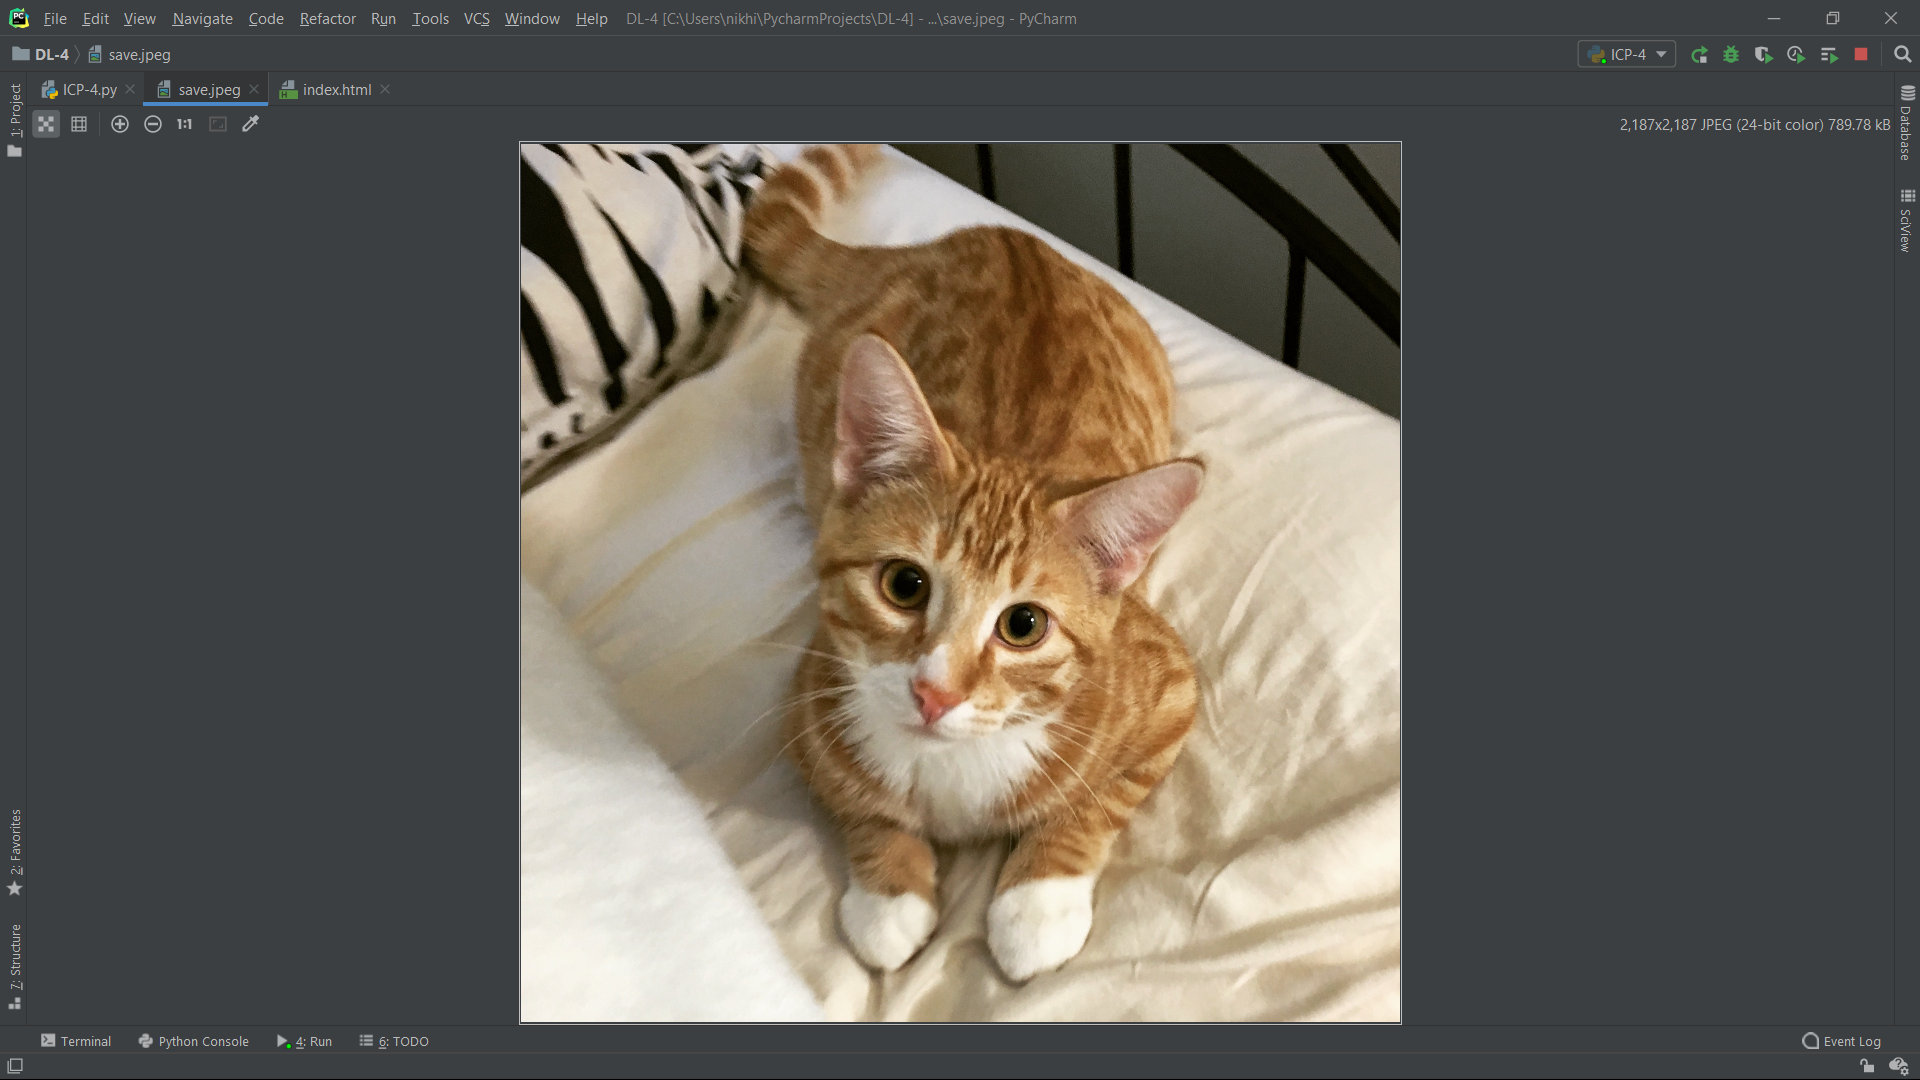 PC File Edit View Navigate Code Refactor Run Tools VCS Window Help DL-4 [C:\Users\nikhi\PycharmProjects\DL-4] - ...\save.jpeg - PyCharm
DL-4 save.jpeg ICP-4
ICP-4.py save.jpeg index.html
1:1 2,187x2,187 JPEG (24-bit color) 789.78 kB
1: Project
Database
SciView
2: Favorites
7: Structure
Terminal Python Console 4: Run 6: TODO Event Log